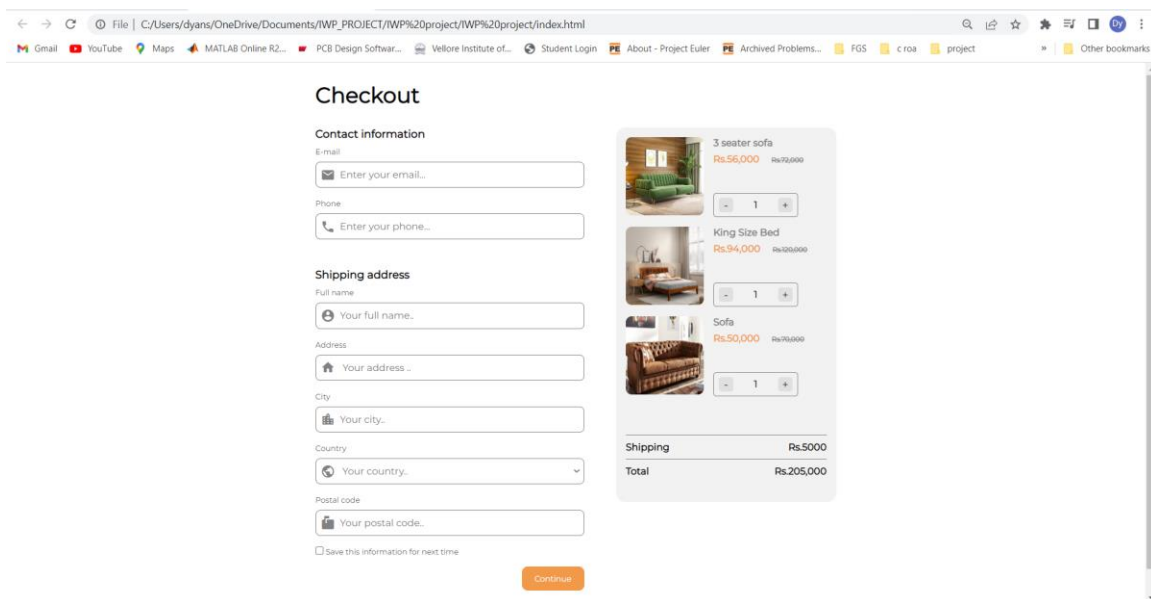 File | C:/Users/dyans/OneDrive/Documents/IWP_PROJECT/IWP%20project/IWP%20project/index.html
Dy
Gmail YouTube Maps MATLAB Online R2... PCB Design Softwar... Vellore Institute of... Student Login PE About - Project Euler PE Archived Problems... FGS c roa project » Other bookmarks
Checkout
Contact information
E-mail
Enter your email...
Phone
Enter your phone...
Shipping address
Full name
Your full name..
Address
Your address ..
City
Your city..
Country
Your country..
Postal code
Your postal code..
Save this information for next time
Continue
3 seater sofa
Rs.56,000 Rs.72,000
- 1 +
King Size Bed
Rs.94,000 Rs.120,000
- 1 +
Sofa
Rs.50,000 Rs.70,000
- 1 +
Shipping Rs.5000
Total Rs.205,000